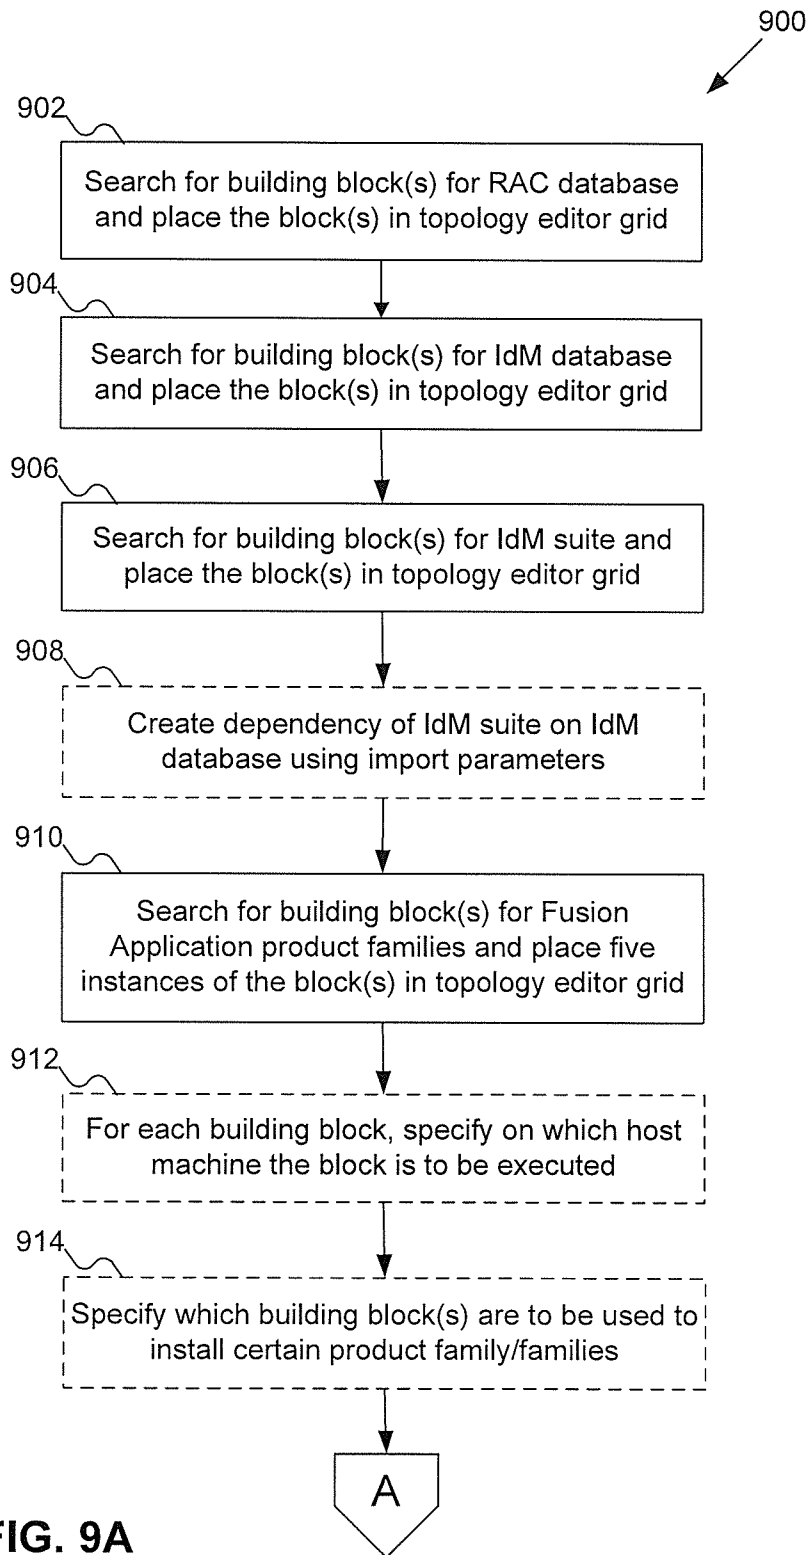 900
902
Search for building block(s) for RAC database
and place the block(s) in topology editor grid
904
Search for building block(s) for IdM database
and place the block(s) in topology editor grid
906
Search for building block(s) for IdM suite and
place the block(s) in topology editor grid
908
Create dependency of IdM suite on IdM
database using import parameters
910
Search for building block(s) for Fusion
Application product families and place five
instances of the block(s) in topology editor grid
912
For each building block, specify on which host
machine the block is to be executed
914
Specify which building block(s) are to be used to
install certain product family/families
A
FIG. 9A